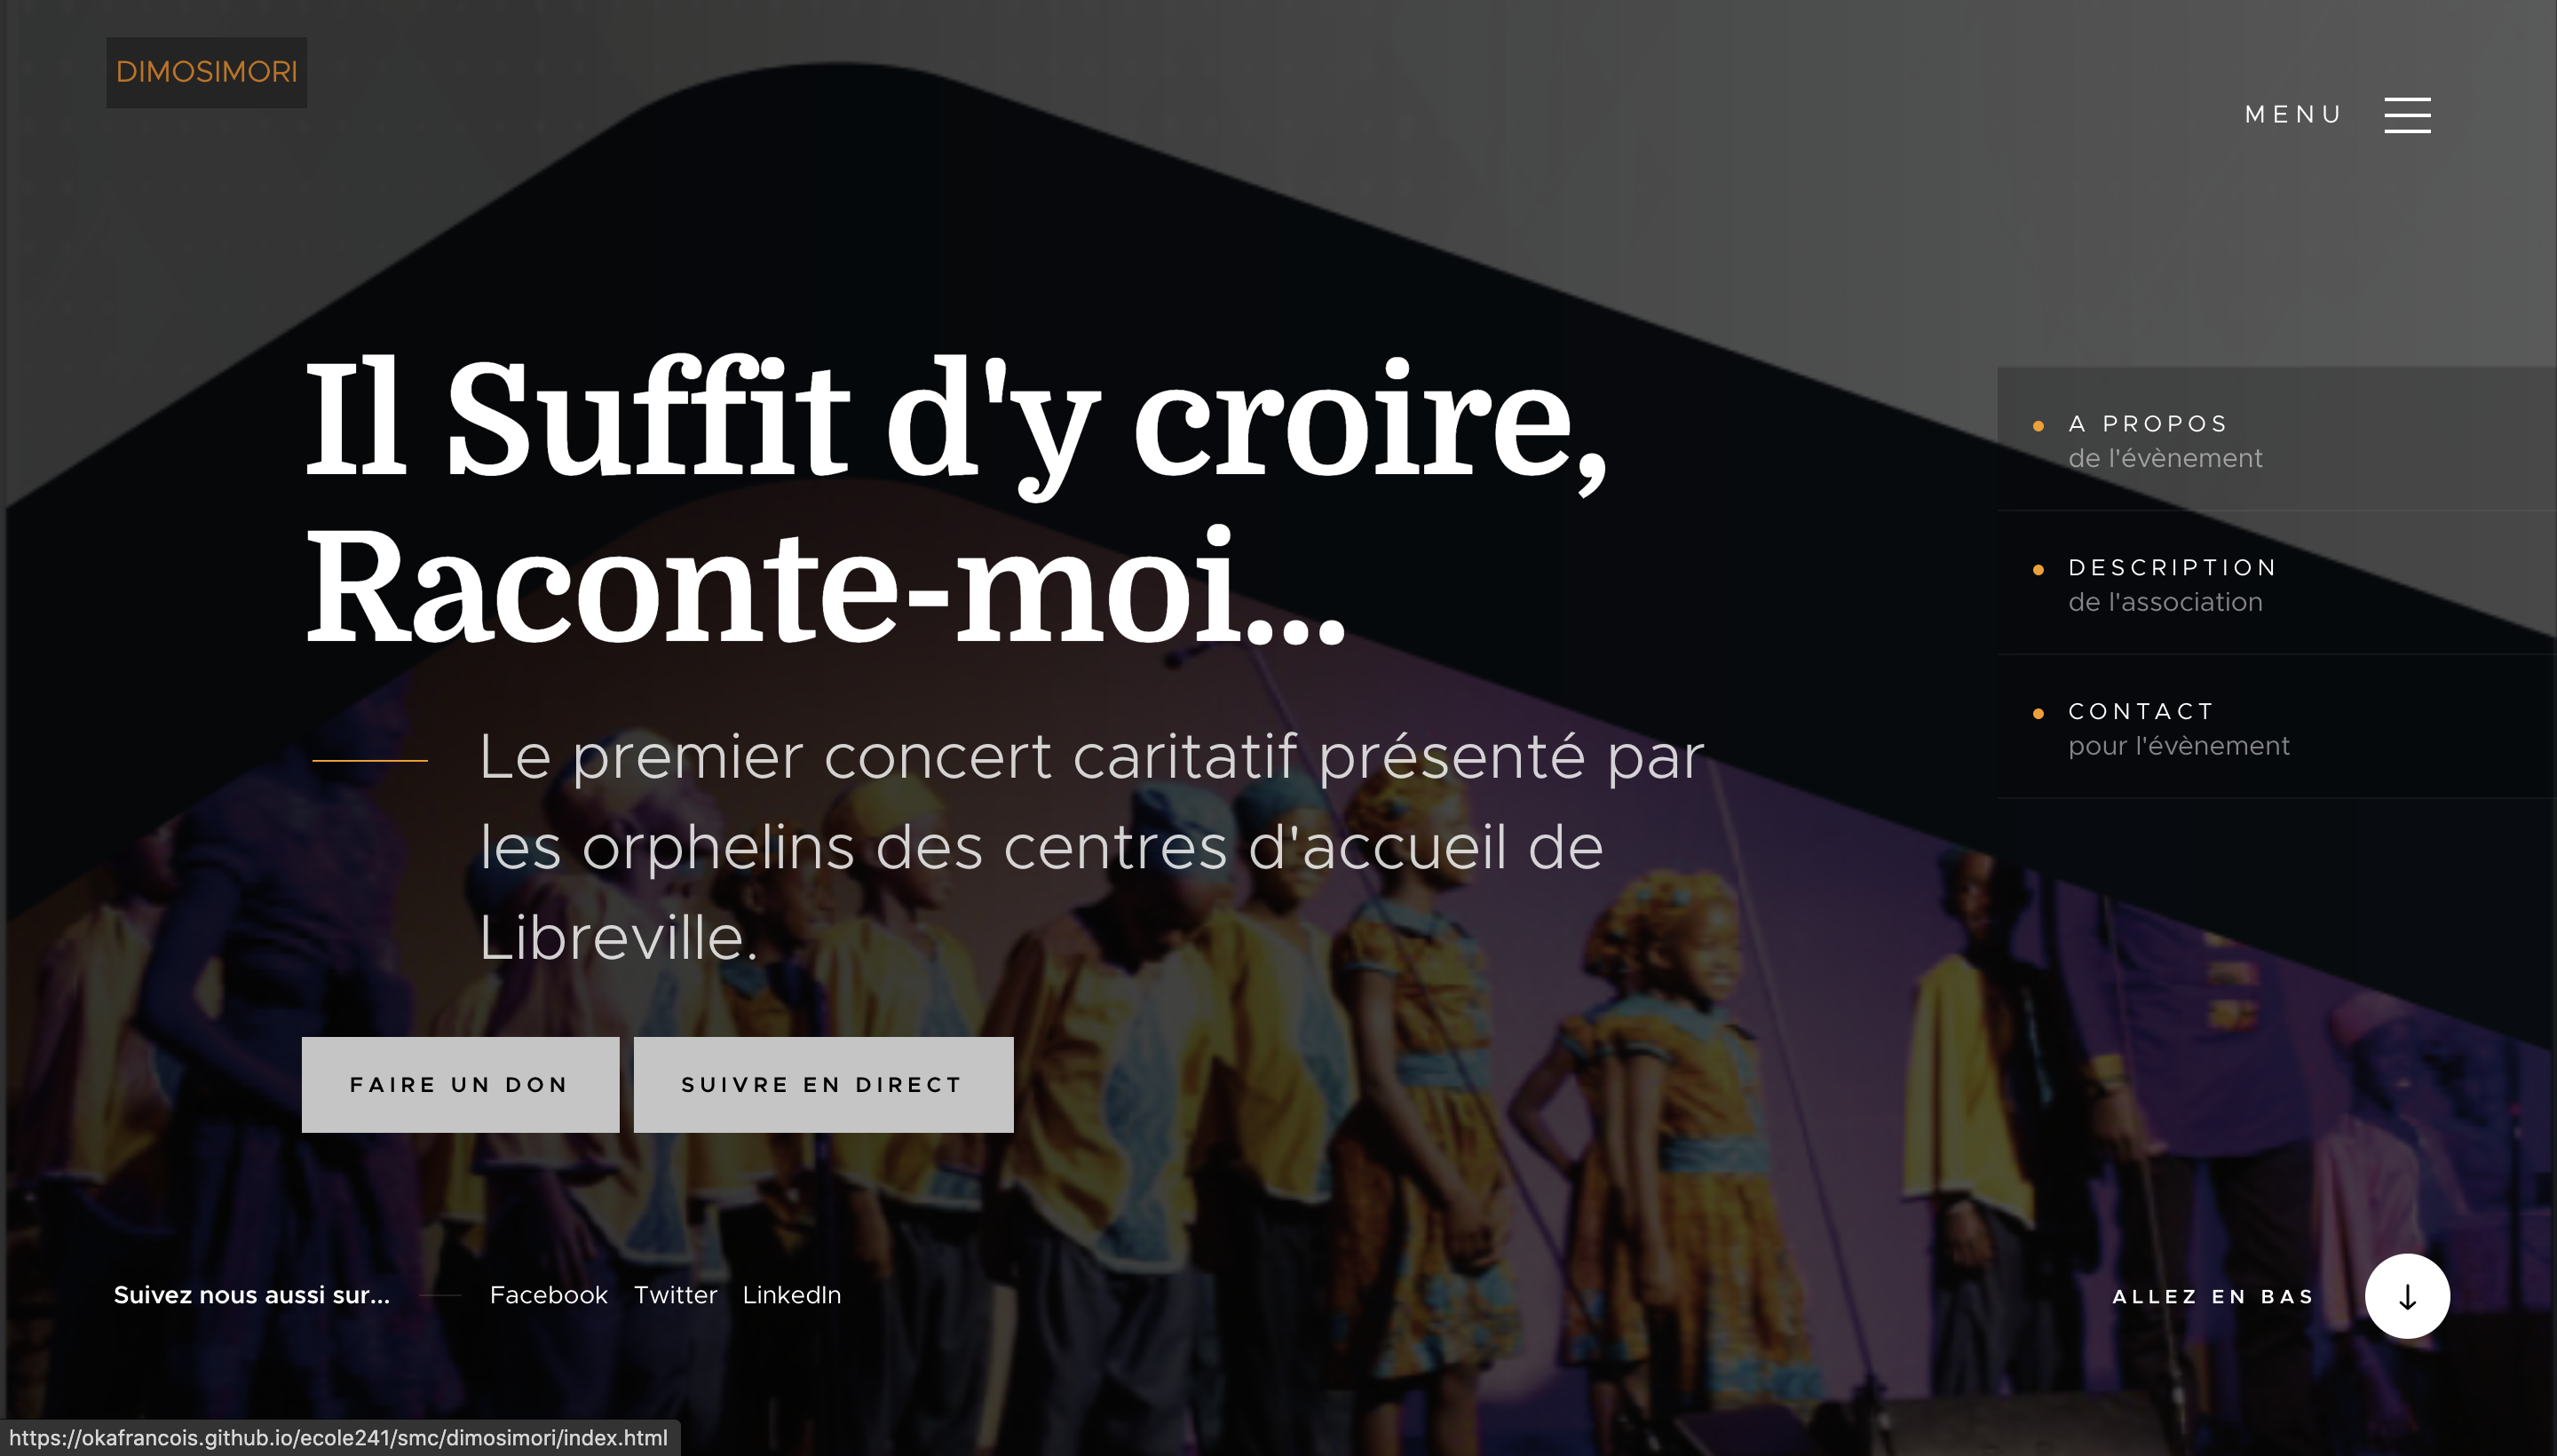 DIMOSIMORI
MENU
Il Suffit d'y croire,
Raconte-moi...
Le premier concert caritatif présenté par
les orphelins des centres d'accueil de
Libreville.
FAIRE UN DON
SUIVRE EN DIRECT
A PROPOS
de l'évènement
DESCRIPTION
de l'association
CONTACT
pour l'évènement
Suivez nous aussi sur...
Facebook Twitter LinkedIn
ALLEZ EN BAS
https://okafrancois.github.io/ecole241/smc/dimosimori/index.html